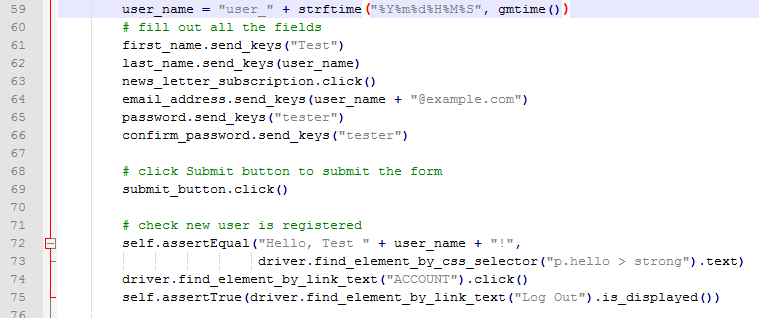 59 user_name = "user_" + strftime("%Y%m%d%H%M%S", gmtime())
60 # fill out all the fields
61 first_name.send_keys("Test")
62 last_name.send_keys(user_name)
63 news_letter_subscription.click()
64 email_address.send_keys(user_name + "@example.com")
65 password.send_keys("tester")
66 confirm_password.send_keys("tester")
67
68 # click Submit button to submit the form
69 submit_button.click()
70
71 # check new user is registered
72 self.assertEqual("Hello, Test " + user_name + "!",
73 driver.find_element_by_css_selector("p.hello > strong").text)
74 driver.find_element_by_link_text("ACCOUNT").click()
75 self.assertTrue(driver.find_element_by_link_text("Log Out").is_displayed())
76